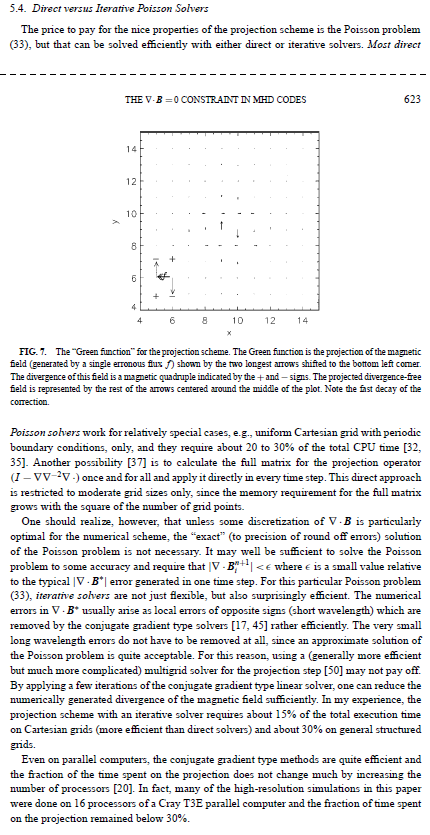 5.4. Direct versus Iterative Poisson Solvers
The price to pay for the nice properties of the projection scheme is the Poisson problem
(33), but that can be solved efficiently with either direct or iterative solvers. Most direct
THE ∇ · B = 0 CONSTRAINT IN MHD CODES 623
14
12
10
8
6
4
y
+
+
f
4 6 8 10 12 14
x
FIG. 7. The “Green function” for the projection scheme. The Green function is the projection of the magnetic
field (generated by a single erronous flux f) shown by the two longest arrows shifted to the bottom left corner.
The divergence of this field is a magnetic quadruple indicated by the + and − signs. The projected divergence-free
field is represented by the rest of the arrows centered around the middle of the plot. Note the fast decay of the
correction.
Poisson solvers work for relatively special cases, e.g., uniform Cartesian grid with periodic
boundary conditions, only, and they require about 20 to 30% of the total CPU time [32,
35]. Another possibility [37] is to calculate the full matrix for the projection operator
(I − ∇∇⁻²∇·) once and for all and apply it directly in every time step. This direct approach
is restricted to moderate grid sizes only, since the memory requirement for the full matrix
grows with the square of the number of grid points.
One should realize, however, that unless some discretization of ∇ · B is particularly
optimal for the numerical scheme, the “exact” (to precision of round off errors) solution
of the Poisson problem is not necessary. It may well be sufficient to solve the Poisson
problem to some accuracy and require that |∇ · Bⁿ⁺¹| < ϵ where ϵ is a small value relative
to the typical |∇ · B*| error generated in one time step. For this particular Poisson problem
(33), iterative solvers are not just flexible, but also surprisingly efficient. The numerical
errors in ∇ · B* usually arise as local errors of opposite signs (short wavelength) which are
removed by the conjugate gradient type solvers [17, 45] rather efficiently. The very small
long wavelength errors do not have to be removed at all, since an approximate solution of
the Poisson problem is quite acceptable. For this reason, using a (generally more efficient
but much more complicated) multigrid solver for the projection step [50] may not pay off.
By applying a few iterations of the conjugate gradient type linear solver, one can reduce the
numerically generated divergence of the magnetic field sufficiently. In my experience, the
projection scheme with an iterative solver requires about 15% of the total execution time
on Cartesian grids (more efficient than direct solvers) and about 30% on general structured
grids.
Even on parallel computers, the conjugate gradient type methods are quite efficient and
the fraction of the time spent on the projection does not change much by increasing the
number of processors [20]. In fact, many of the high-resolution simulations in this paper
were done on 16 processors of a Cray T3E parallel computer and the fraction of time spent
on the projection remained below 30%.